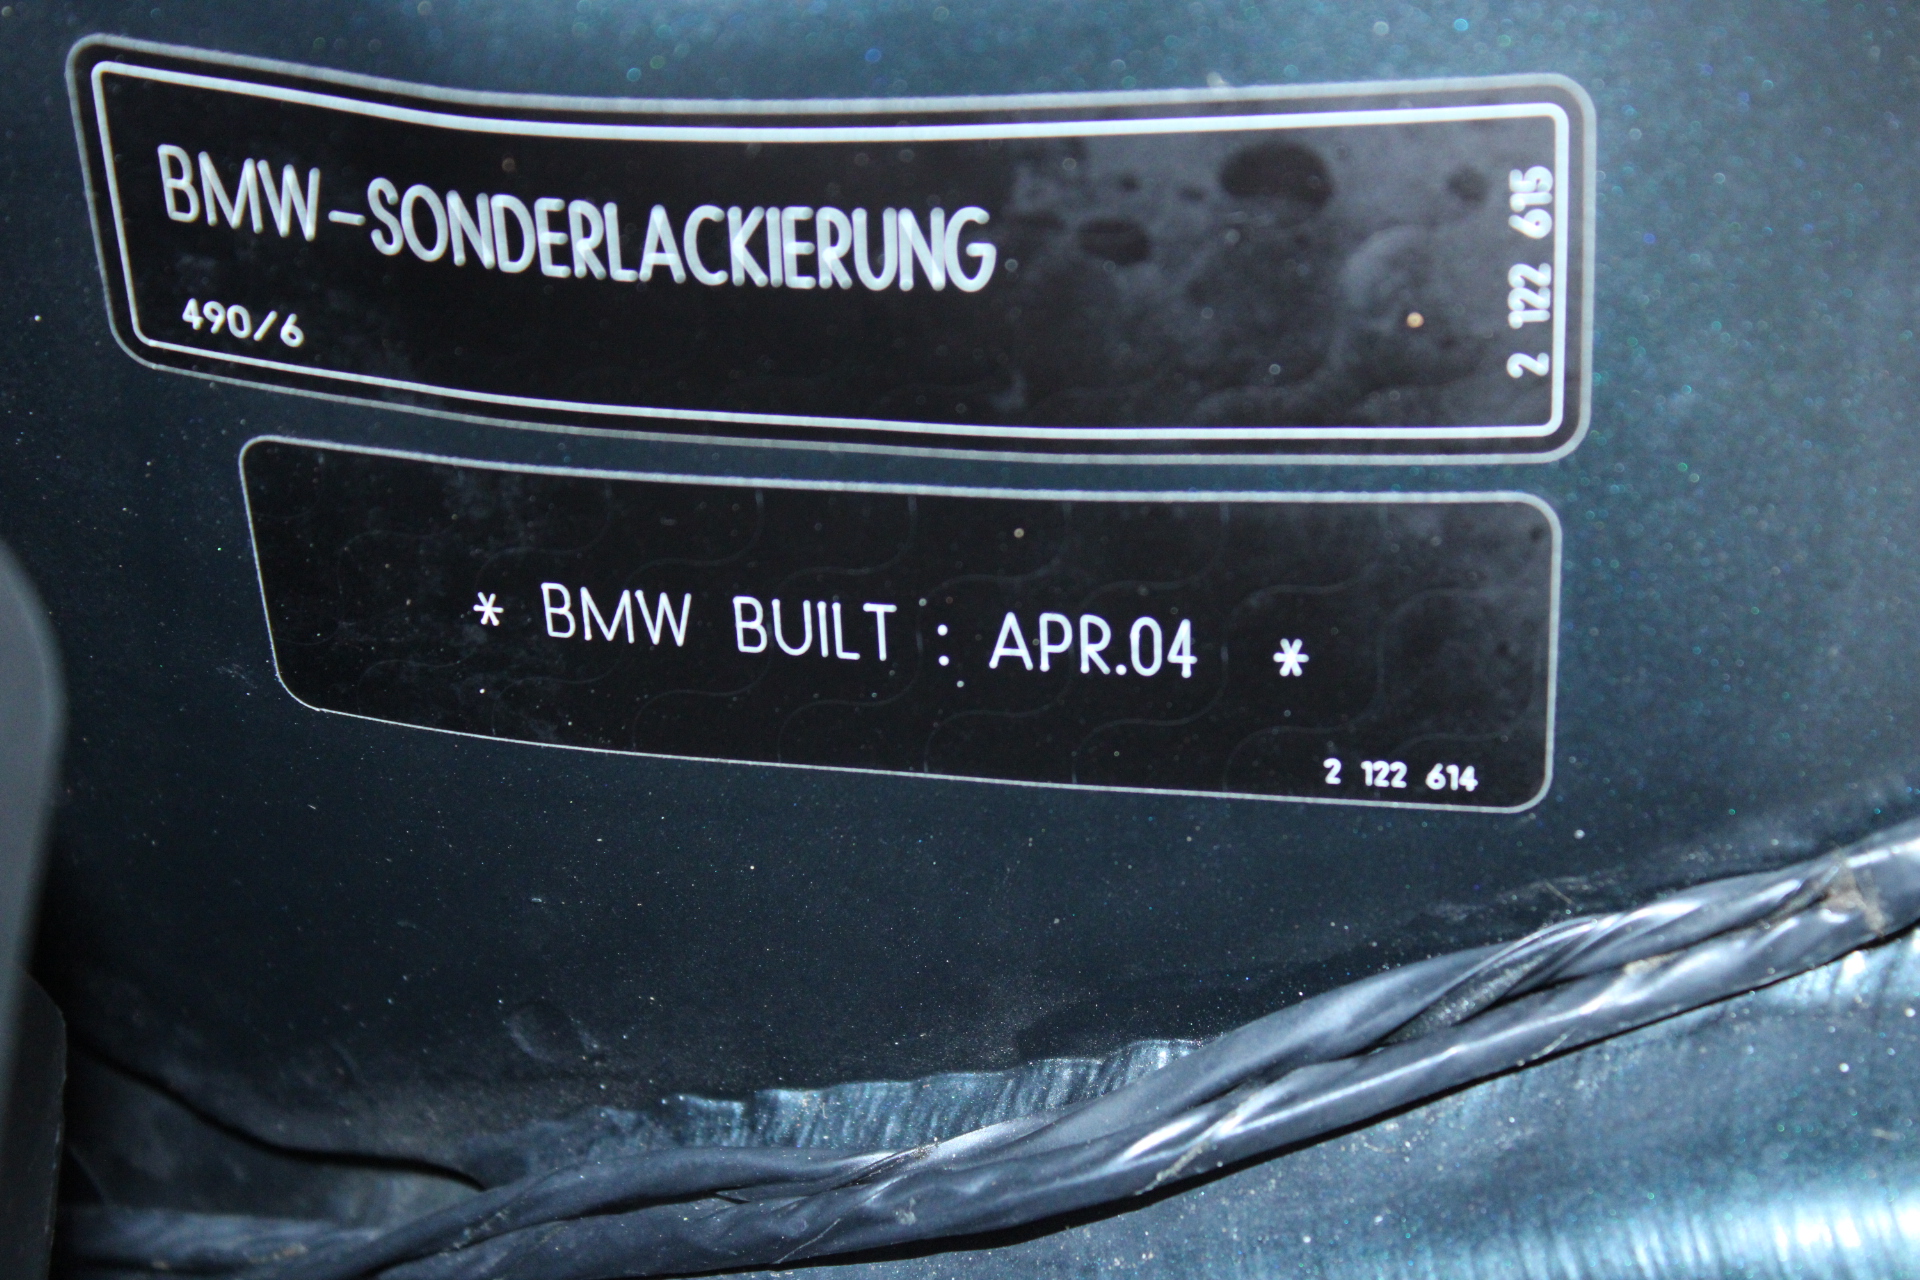 BMW-SONDERLACKIERUNG
490/6
2 122 615
* BMW BUILT : APR.04 *
2 122 614